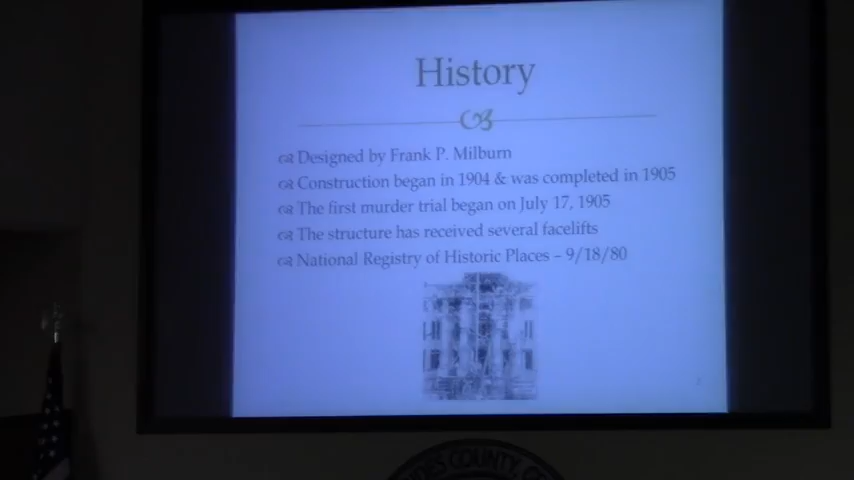 History
Designed by Frank P. Milburn
Construction began in 1904 & was completed in 1905
The first murder trial began on July 17, 1905
The structure has received several facelifts
National Registry of Historic Places – 9/18/80
COUNTY,